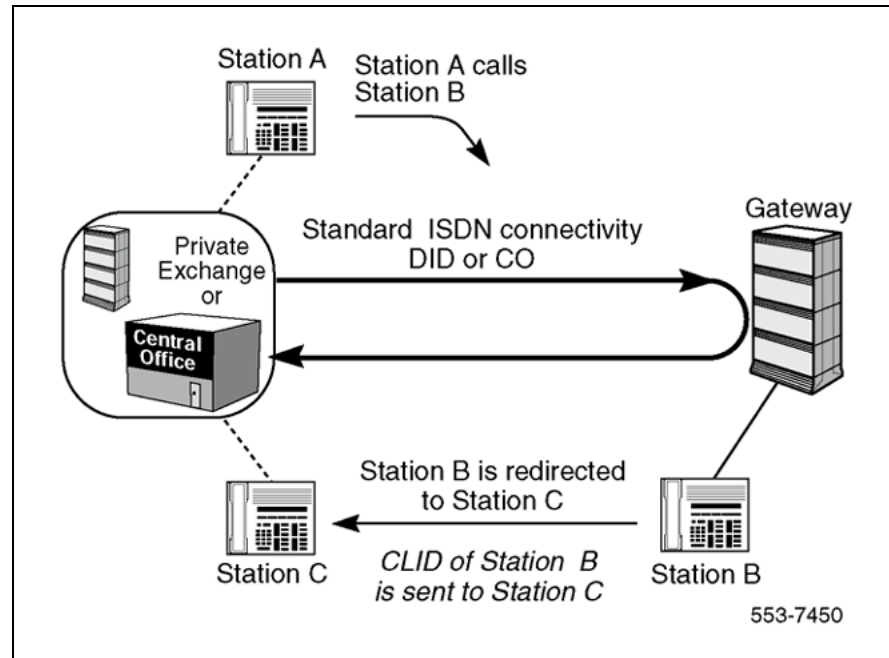 Station A
Station A calls
Station B
Gateway
Standard ISDN connectivity
DID or CO
Private
Exchange
or
Central
Office
Station B is redirected
to Station C
CLID of Station B
is sent to Station C
Station C
Station B
553-7450